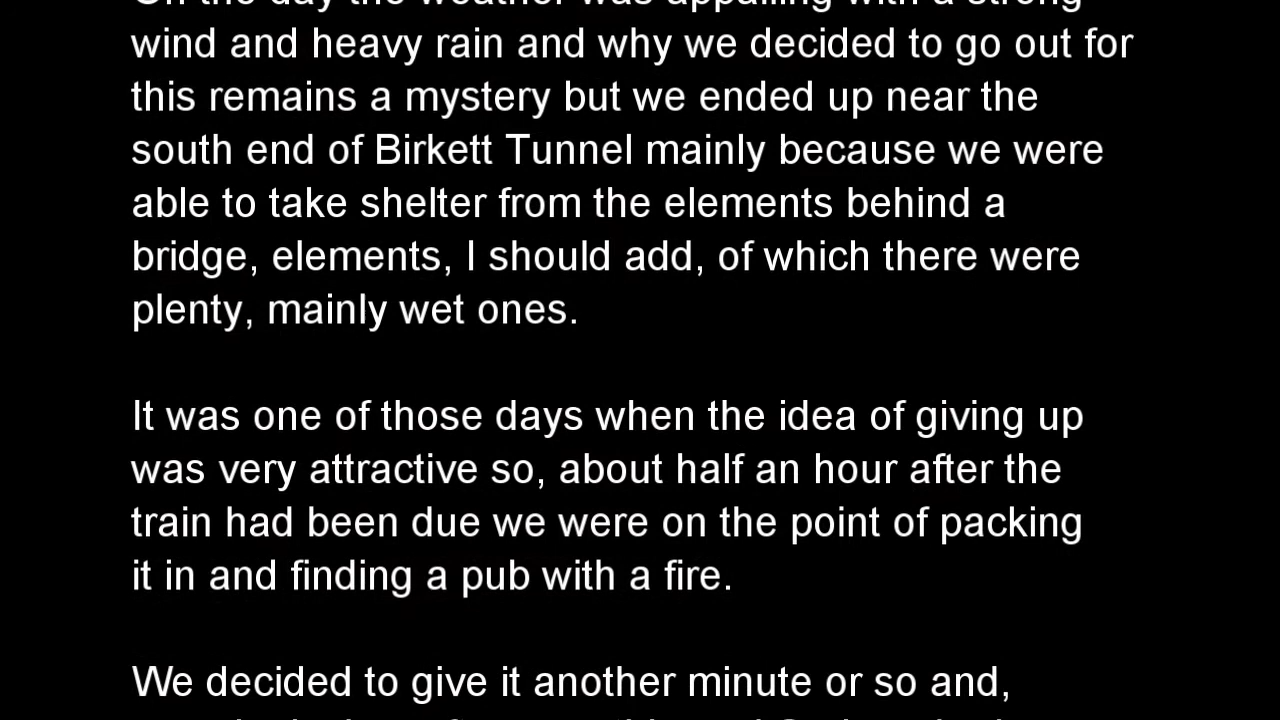 On the day the weather was appalling with a strong
wind and heavy rain and why we decided to go out for
this remains a mystery but we ended up near the
south end of Birkett Tunnel mainly because we were
able to take shelter from the elements behind a
bridge, elements, I should add, of which there were
plenty, mainly wet ones.
It was one of those days when the idea of giving up
was very attractive so, about half an hour after the
train had been due we were on the point of packing
it in and finding a pub with a fire.
We decided to give it another minute or so and,